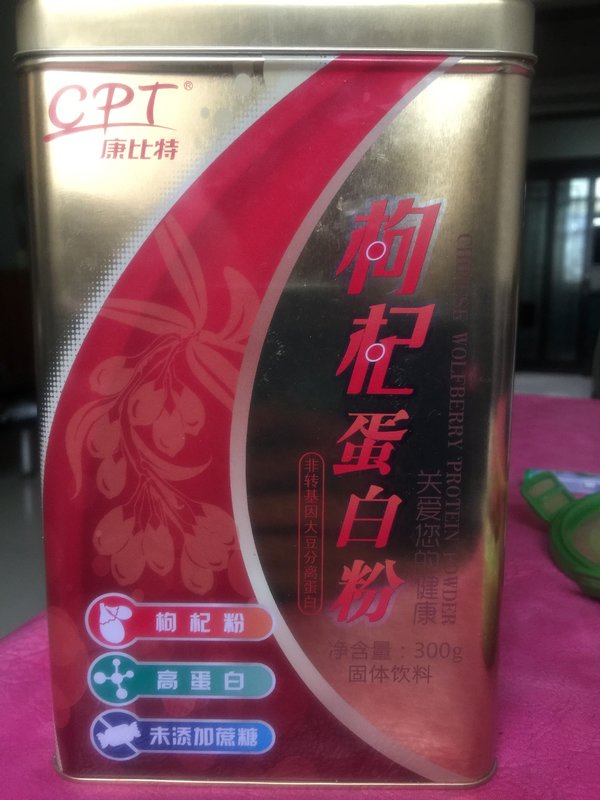 CPT®
康比特
枸杞蛋白粉
CHINESE WOLFBERRY PROTEIN POWDER
非转基因大豆分离蛋白
关爱您的健康
枸杞粉
高蛋白
未添加蔗糖
净含量：300g
固体饮料